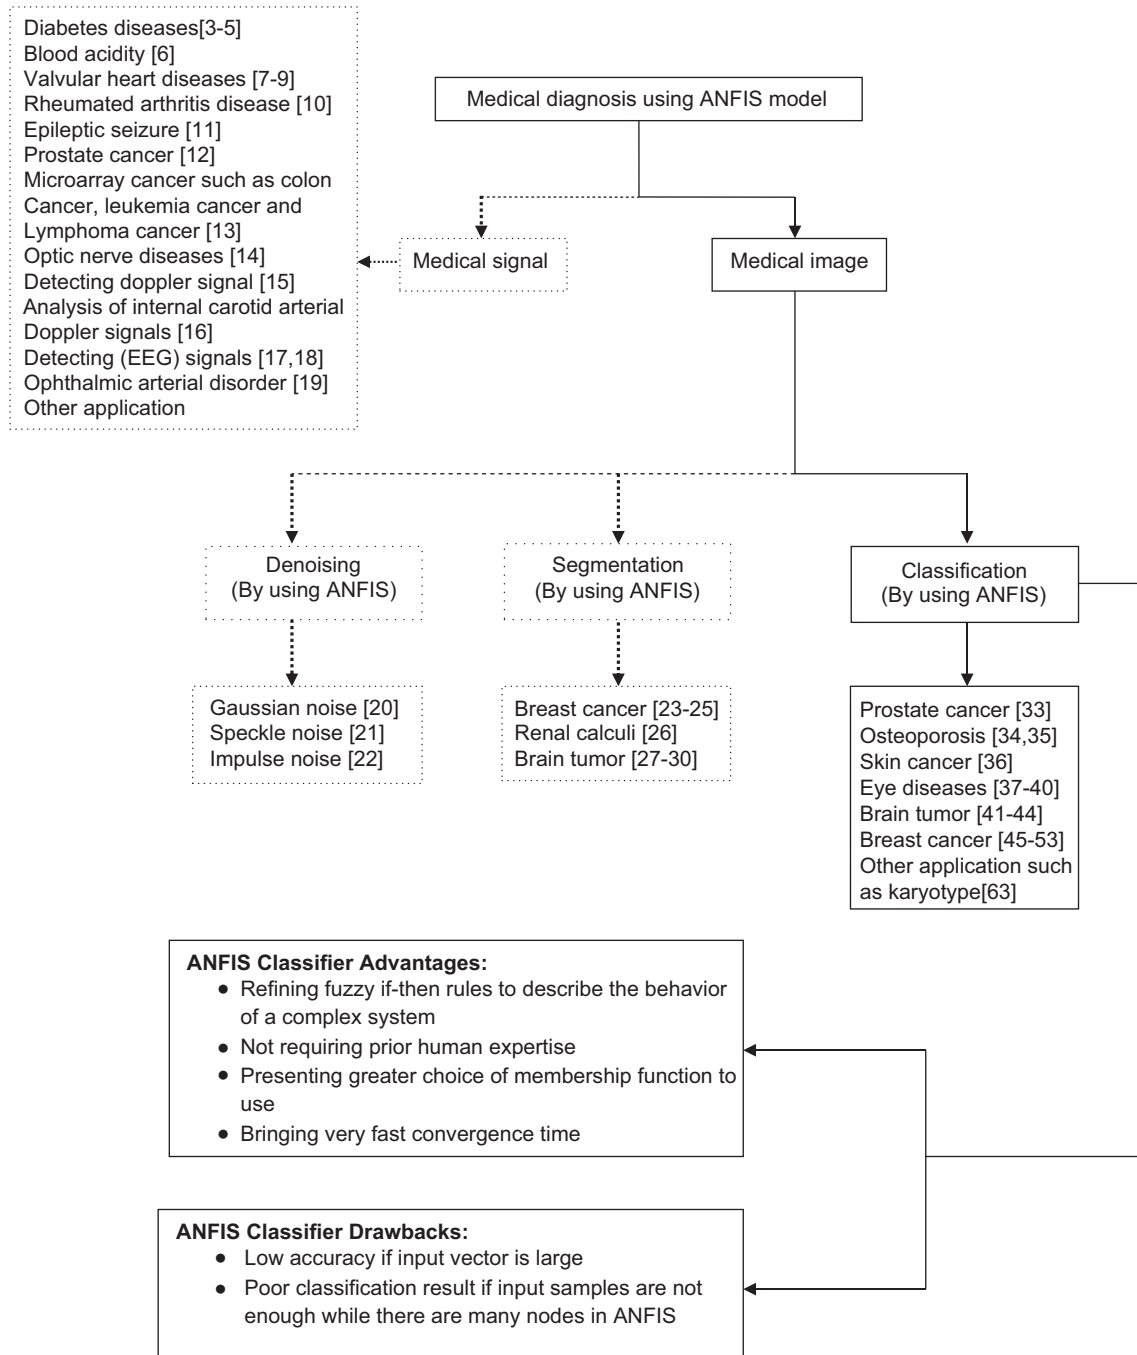 Diabetes diseases[3-5]
Blood acidity [6]
Valvular heart diseases [7-9]
Rheumated arthritis disease [10]
Epileptic seizure [11]
Prostate cancer [12]
Microarray cancer such as colon
Cancer, leukemia cancer and
Lymphoma cancer [13]
Optic nerve diseases [14]
Detecting doppler signal [15]
Analysis of internal carotid arterial
Doppler signals [16]
Detecting (EEG) signals [17,18]
Ophthalmic arterial disorder [19]
Other application
Medical diagnosis using ANFIS model
Medical signal
Medical image
Denoising
(By using ANFIS)
Segmentation
(By using ANFIS)
Classification
(By using ANFIS)
Gaussian noise [20]
Speckle noise [21]
Impulse noise [22]
Breast cancer [23-25]
Renal calculi [26]
Brain tumor [27-30]
Prostate cancer [33]
Osteoporosis [34,35]
Skin cancer [36]
Eye diseases [37-40]
Brain tumor [41-44]
Breast cancer [45-53]
Other application such
as karyotype[63]
ANFIS Classifier Advantages:
● Refining fuzzy if-then rules to describe the behavior
of a complex system
● Not requiring prior human expertise
● Presenting greater choice of membership function to
use
● Bringing very fast convergence time
ANFIS Classifier Drawbacks:
● Low accuracy if input vector is large
● Poor classification result if input samples are not
enough while there are many nodes in ANFIS